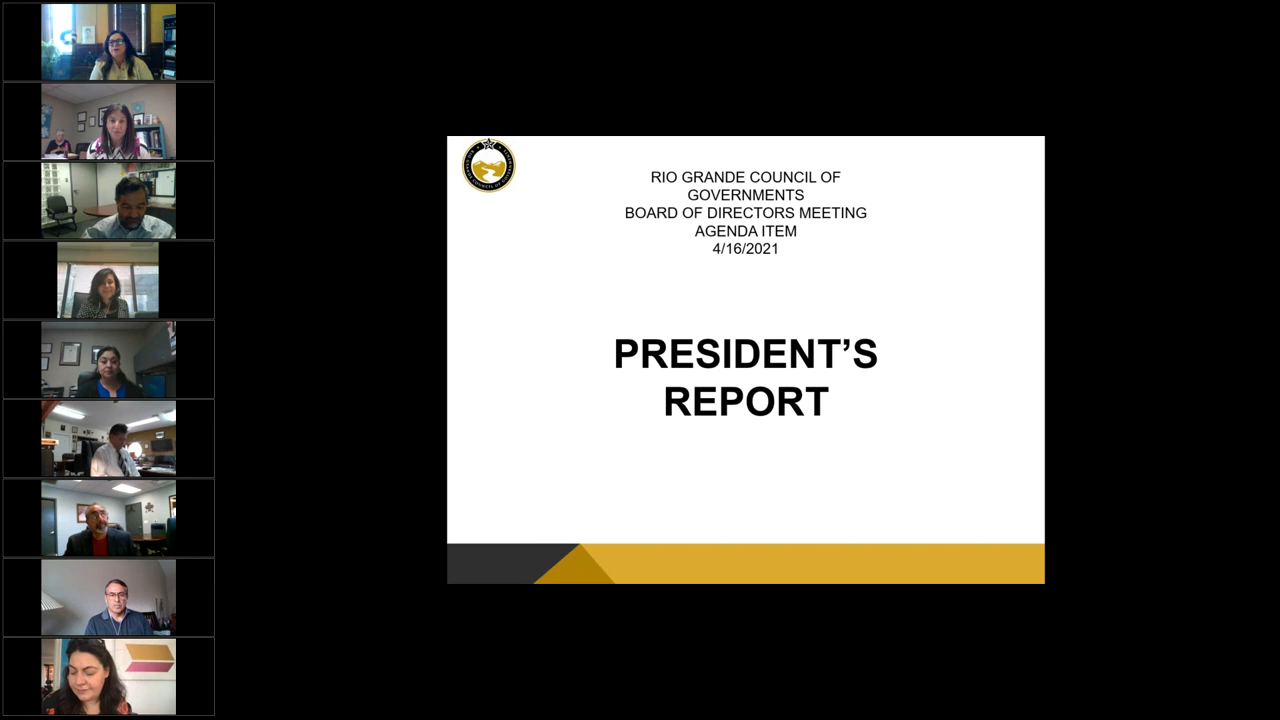 RIO GRANDE COUNCIL OF
GOVERNMENTS
BOARD OF DIRECTORS MEETING
AGENDA ITEM
4/16/2021
PRESIDENT’S
REPORT